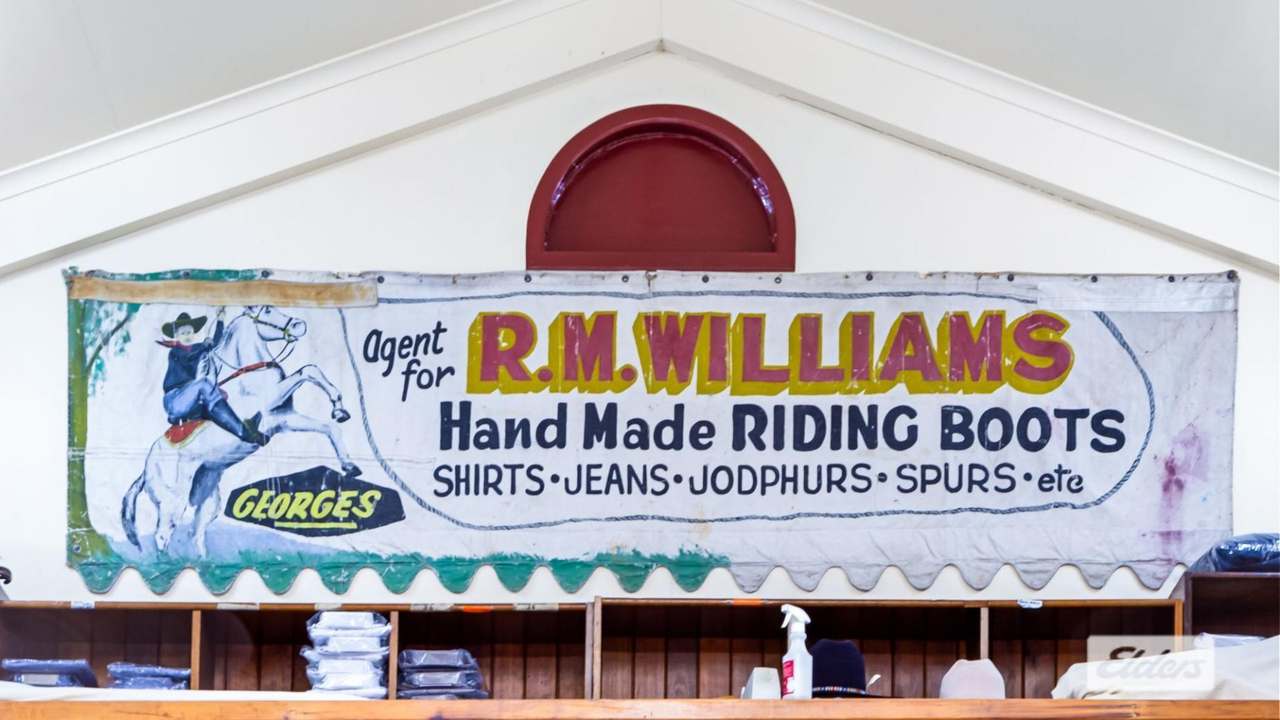 agent
for
R.M.WILLIAMS
Hand Made RIDING BOOTS
SHIRTS•JEANS•JODPHURS•SPURS•etc
GEORGES
Elders